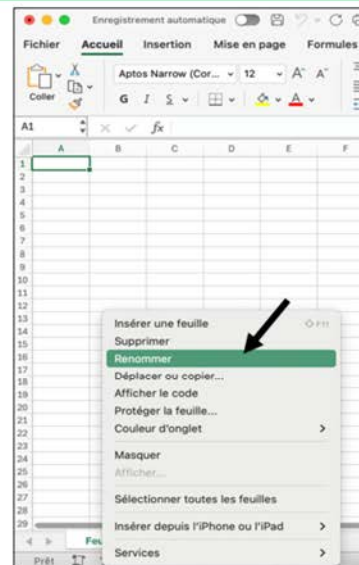 Enregistrement automatique
Fichier Accueil Insertion Mise en page Formules
Coller
Aptos Narrow (Cor... 12 A A
G I S A
A1 fx
A B C D E F
1
2
3
4
5
6
7
8
9
10
11
12
13
14
15
16
17
18
19
20
21
22
23
24
25
26
27
28
29
Insérer une feuille F11
Supprimer
Renommer
Déplacer ou copier...
Afficher le code
Protéger la feuille...
Couleur d'onglet
Masquer
Afficher...
Sélectionner toutes les feuilles
Insérer depuis l'iPhone ou l'iPad
Services
Prêt